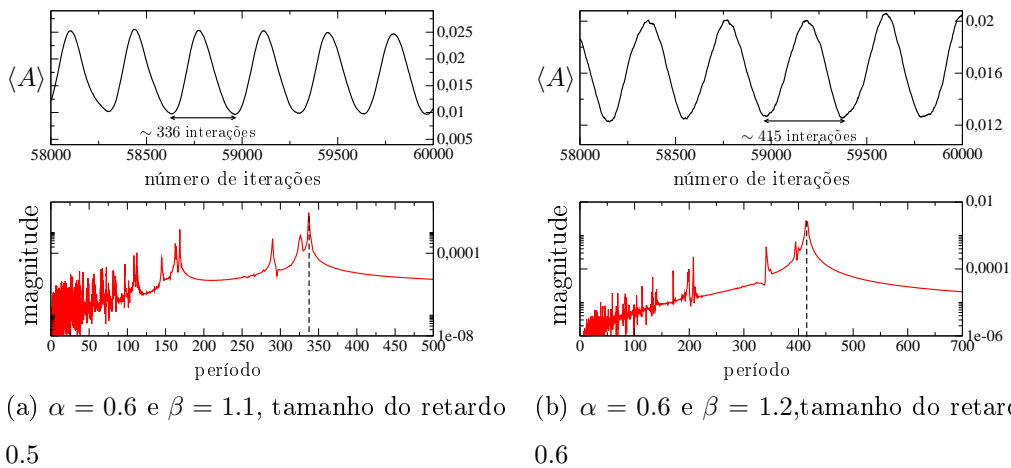 0,025
0,02
⟨A⟩
0,015
0,01
~ 336 interações
0,005
58000 58500 59000 59500 60000
número de iterações
magnitude
0,0001
1e-08
0 50 100 150 200 250 300 350 400 450 500
período
(a) α = 0.6 e β = 1.1, tamanho do retardo
0.5
0,02
⟨A⟩
0,016
~ 415 interações
0,012
58000 58500 59000 59500 60000
número de iterações
0,01
magnitude
0,0001
1e-06
0 100 200 300 400 500 600 700
período
(b) α = 0.6 e β = 1.2,tamanho do retard
0.6